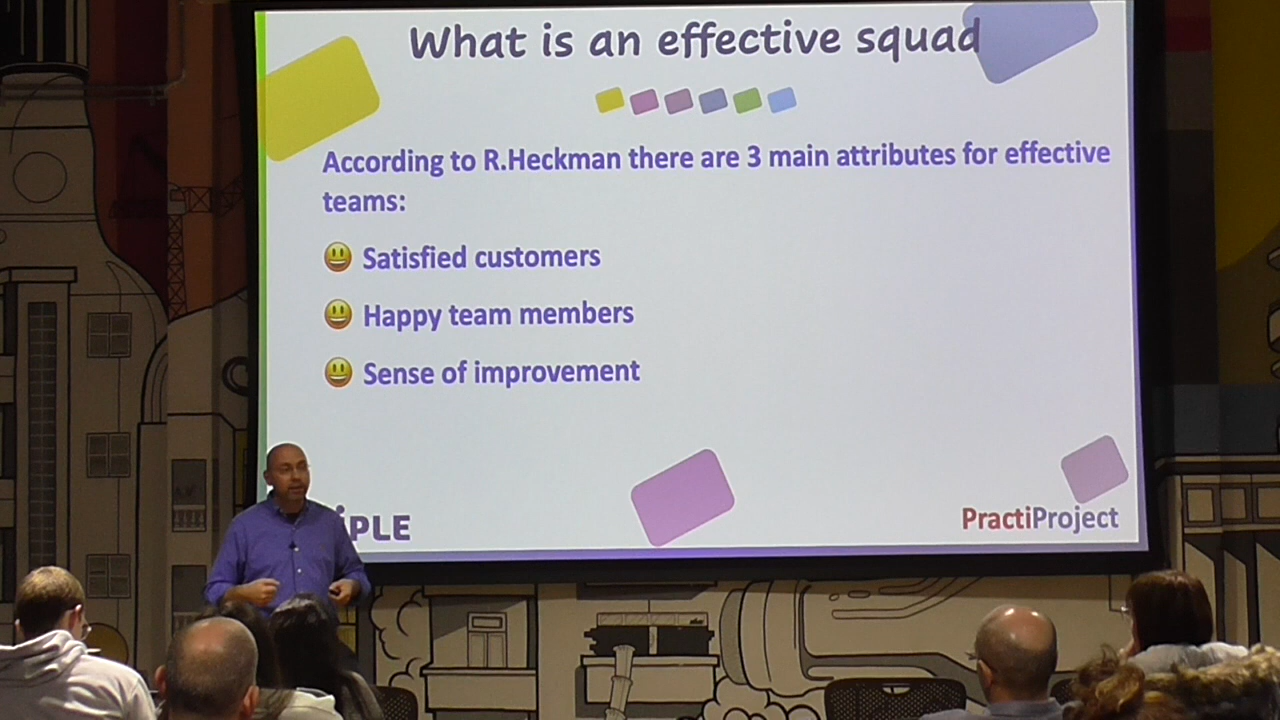 What is an effective squad
According to R.Heckman there are 3 main attributes for effective
teams:
Satisfied customers
Happy team members
Sense of improvement
iPLE
PractiProject